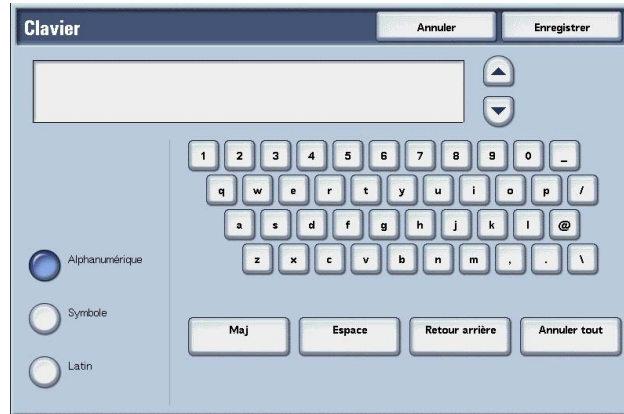 Clavier Annuler Enregistrer
1 2 3 4 5 6 7 8 9 0 _
q w e r t y u i o p /
a s d f g h j k l @
z x c v b n m , . \
Alphanumérique
Symbole
Maj Espace Retour arrière Annuler tout
Latin